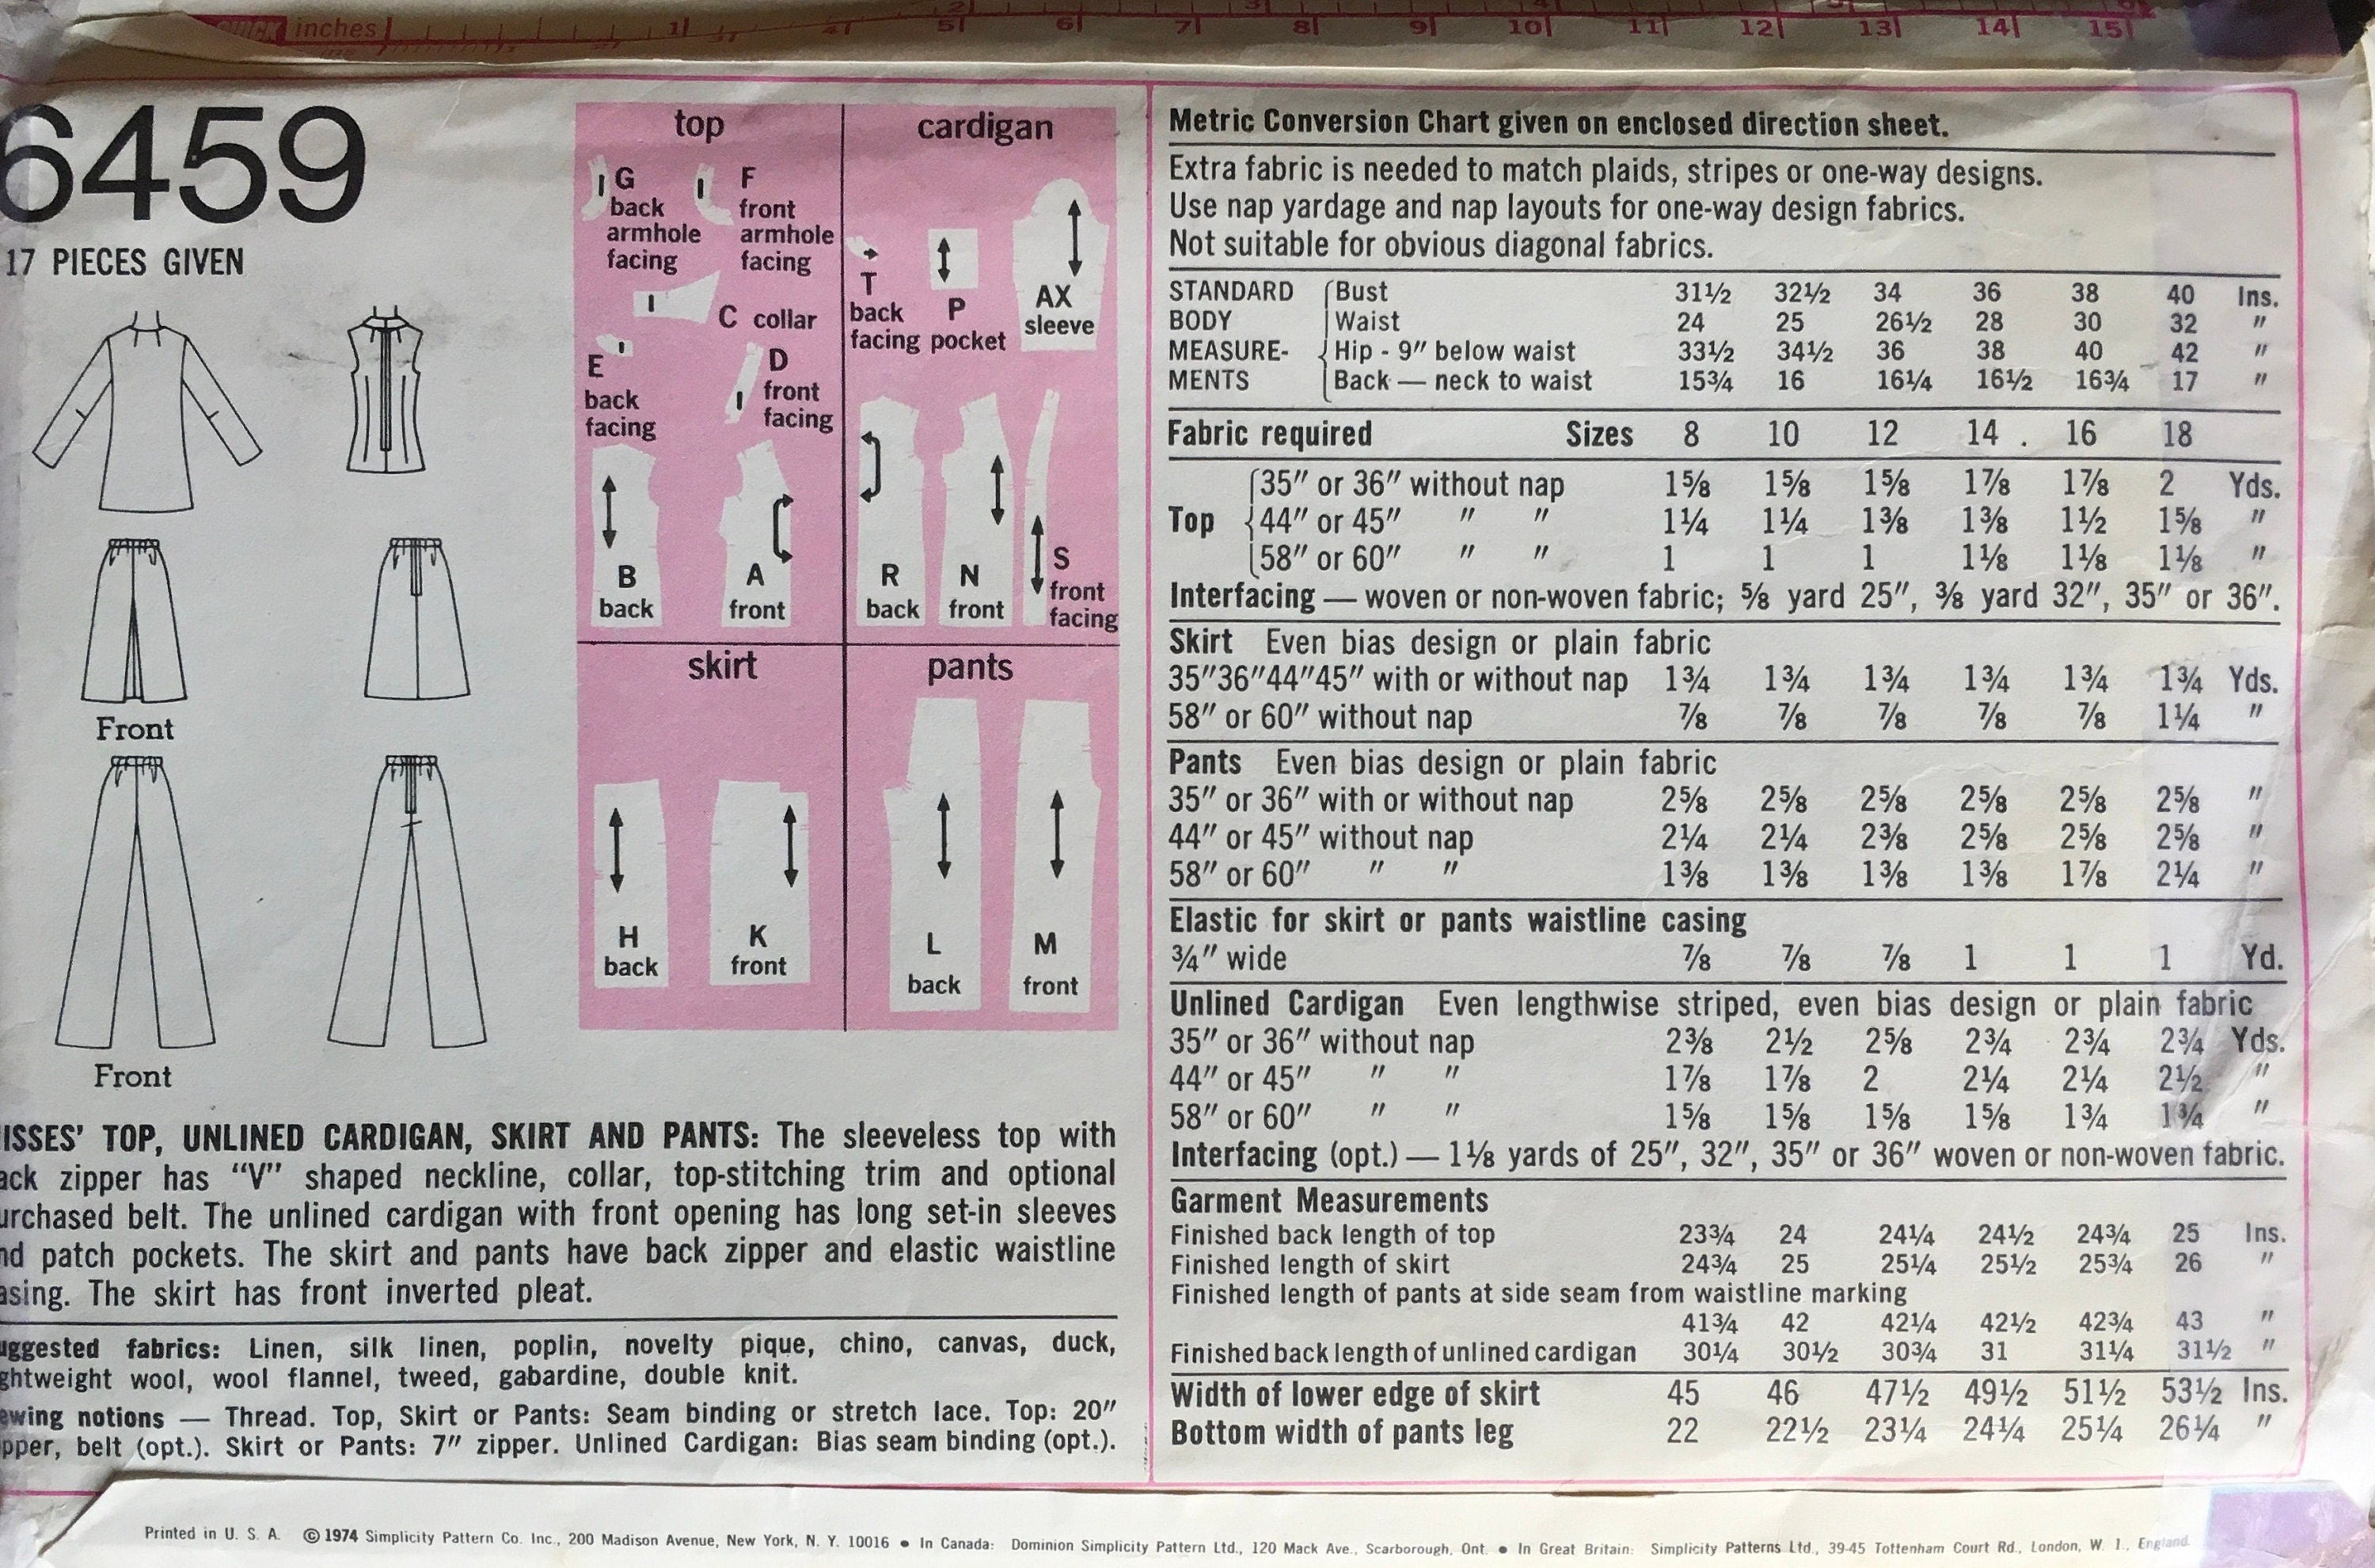 inches 1 4 5 6 7 8 9 10 11 12 13 14 15
6459
17 PIECES GIVEN
Front
Front
top
G
back
armhole
facing
F
front
armhole
facing
C collar
E
back
facing
D
front
facing
B
back
A
front
cardigan
T
back
facing
P
pocket
AX
sleeve
R
back
N
front
S
front
facing
skirt
H
back
K
front
pants
L
back
M
front
ISSES' TOP, UNLINED CARDIGAN, SKIRT AND PANTS: The sleeveless top with
ack zipper has "V" shaped neckline, collar, top-stitching trim and optional
urchased belt. The unlined cardigan with front opening has long set-in sleeves
nd patch pockets. The skirt and pants have back zipper and elastic waistline
asing. The skirt has front inverted pleat.
uggested fabrics: Linen, silk linen, poplin, novelty pique, chino, canvas, duck,
ghtweight wool, wool flannel, tweed, gabardine, double knit.
ewing notions — Thread. Top, Skirt or Pants: Seam binding or stretch lace. Top: 20"
pper, belt (opt.). Skirt or Pants: 7" zipper. Unlined Cardigan: Bias seam binding (opt.).
Metric Conversion Chart given on enclosed direction sheet.
Extra fabric is needed to match plaids, stripes or one-way designs.
Use nap yardage and nap layouts for one-way design fabrics.
Not suitable for obvious diagonal fabrics.
STANDARD Bust 31½ 32½ 34 36 38 40 Ins.
BODY Waist 24 25 26½ 28 30 32 "
MEASURE- Hip - 9" below waist 33½ 34½ 36 38 40 42 "
MENTS Back — neck to waist 15¾ 16 16¼ 16½ 16¾ 17 "
Fabric required Sizes 8 10 12 14 . 16 18
35" or 36" without nap 1⅝ 1⅝ 1⅝ 1⅞ 1⅞ 2 Yds.
Top 44" or 45" " " 1¼ 1¼ 1⅜ 1⅜ 1½ 1⅝ "
58" or 60" " " 1 1 1 1⅛ 1⅛ 1⅛ "
Interfacing — woven or non-woven fabric; ⅝ yard 25", ⅜ yard 32", 35" or 36".
Skirt Even bias design or plain fabric
35"36"44"45" with or without nap 1¾ 1¾ 1¾ 1¾ 1¾ 1¾ Yds.
58" or 60" without nap ⅞ ⅞ ⅞ ⅞ ⅞ 1¼ "
Pants Even bias design or plain fabric
35" or 36" with or without nap 2⅝ 2⅝ 2⅝ 2⅝ 2⅝ 2⅝ "
44" or 45" without nap 2¼ 2¼ 2⅜ 2⅝ 2⅝ 2⅝ "
58" or 60" " " 1⅜ 1⅜ 1⅜ 1⅜ 1⅞ 2¼ "
Elastic for skirt or pants waistline casing
¾" wide ⅞ ⅞ ⅞ 1 1 1 Yd.
Unlined Cardigan Even lengthwise striped, even bias design or plain fabric
35" or 36" without nap 2⅜ 2½ 2⅝ 2¾ 2¾ 2¾ Yds.
44" or 45" " " 1⅞ 1⅞ 2 2¼ 2¼ 2½ "
58" or 60" " " 1⅝ 1⅝ 1⅝ 1⅝ 1¾ 1¾ "
Interfacing (opt.) — 1⅛ yards of 25", 32", 35" or 36" woven or non-woven fabric.
Garment Measurements
Finished back length of top 23¾ 24 24¼ 24½ 24¾ 25 Ins.
Finished length of skirt 24¾ 25 25¼ 25½ 25¾ 26 "
Finished length of pants at side seam from waistline marking
41¾ 42 42¼ 42½ 42¾ 43 "
Finished back length of unlined cardigan 30¼ 30½ 30¾ 31 31¼ 31½ "
Width of lower edge of skirt 45 46 47½ 49½ 51½ 53½ Ins.
Bottom width of pants leg 22 22½ 23¼ 24¼ 25¼ 26¼ "
Printed in U. S. A. © 1974 Simplicity Pattern Co. Inc., 200 Madison Avenue, New York, N. Y. 10016 • In Canada: Dominion Simplicity Pattern Ltd., 120 Mack Ave., Scarborough, Ont. • In Great Britain: Simplicity Patterns Ltd., 39-45 Tottenham Court Rd., London, W. 1., England